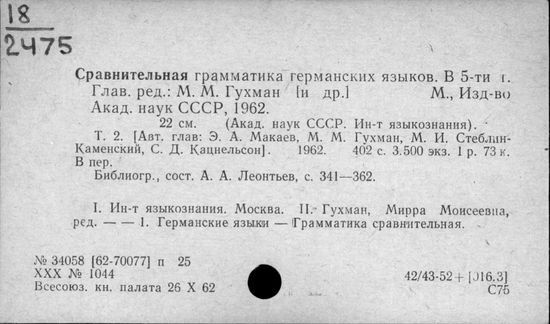 18
2475
Сравнительная грамматика германских языков. В 5-ти т.
Глав. ред.: М. М. Гухман [и др.] М., Изд-во
Акад. наук СССР, 1962.
22 см. (Акад. наук СССР. Ин-т языкознания).
Т. 2. [Авт. глав: Э. А. Макаев, М. М. Гухман, М. И. Стеблин-
Каменский, С. Д. Кацнельсон]. 1962. 402 с. 3.500 экз. 1 р. 73 к.
В пер.
Библиогр., сост. А. А. Леонтьев, с. 341—362.
I. Ин-т языкознания. Москва. II. Гухман, Мирра Моисеевна,
ред. — — 1. Германские языки — Грамматика сравнительная.
№ 34058 [62-70077] п 25
XXX № 1044
Всесоюз. кн. палата 26 X 62
42/43-52+[016.3]
С75